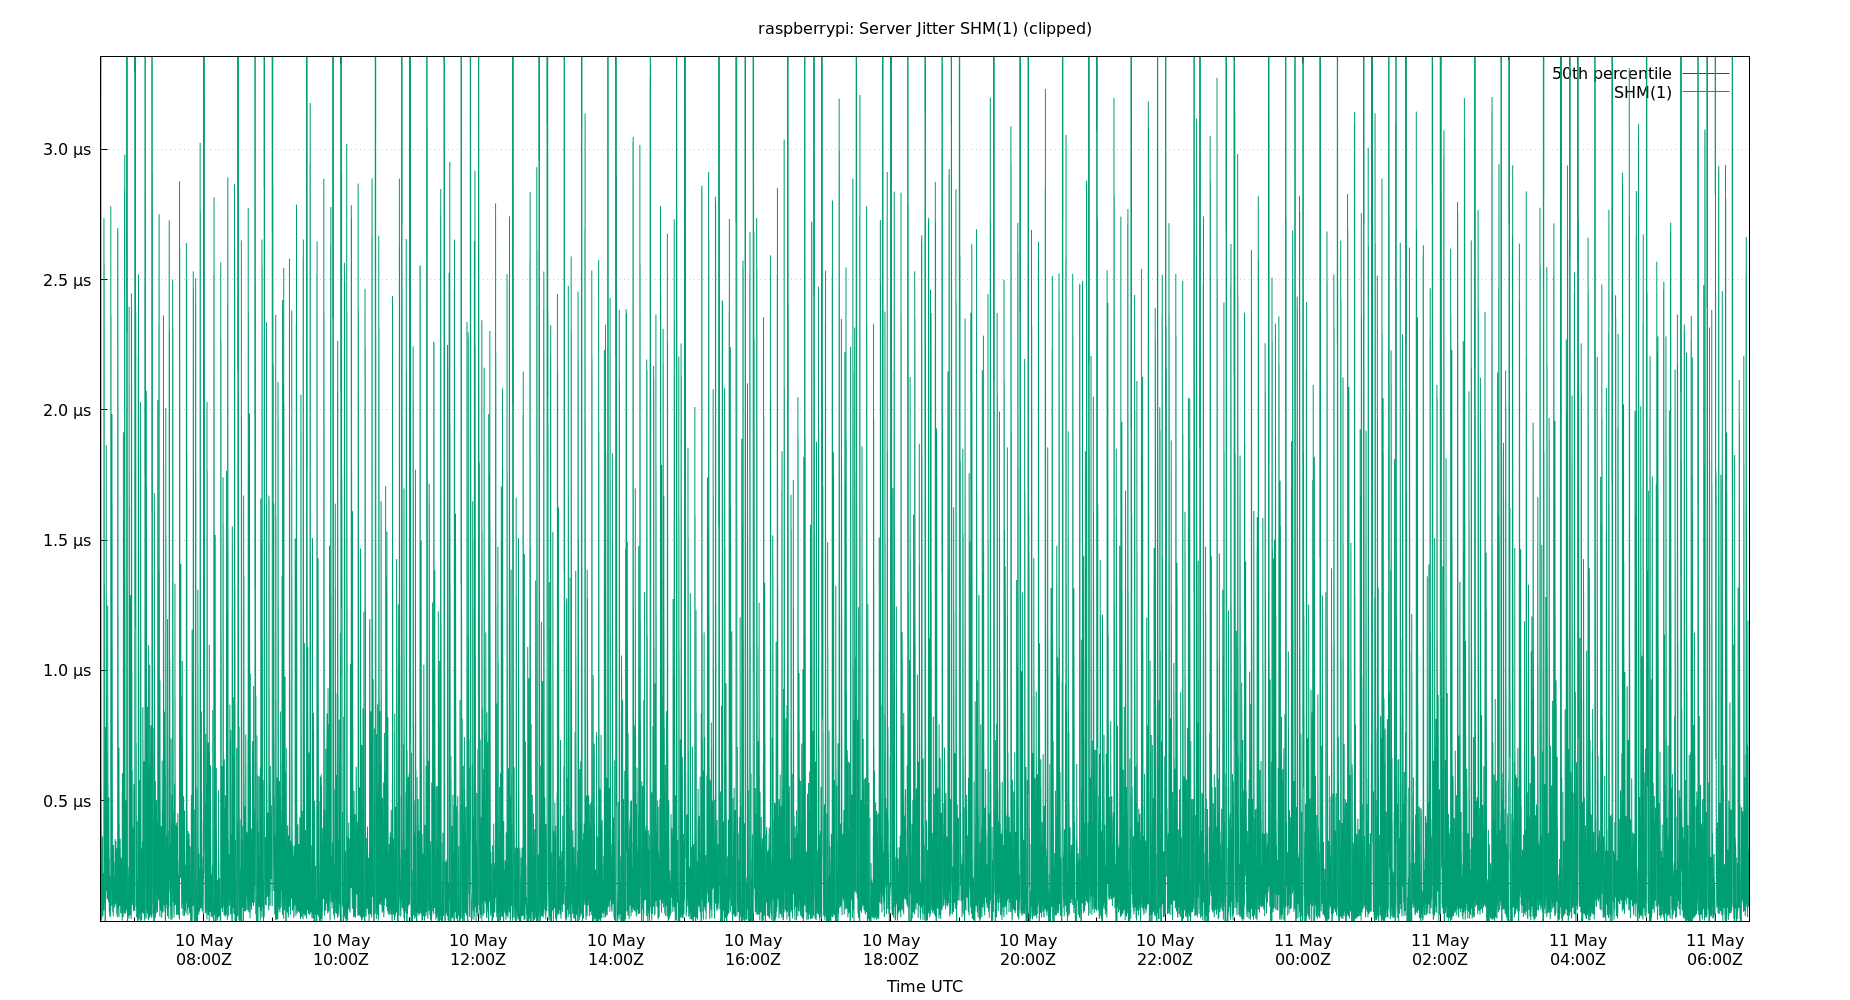 raspberrypi: Server Jitter SHM(1) (clipped)
50th percentile
SHM(1)
3.0 μs
2.5 μs
2.0 μs
1.5 μs
1.0 μs
0.5 μs
10 May 10 May 10 May 10 May 10 May 10 May 10 May 10 May 11 May 11 May 11 May 11 May
08:00Z 10:00Z 12:00Z 14:00Z 16:00Z 18:00Z 20:00Z 22:00Z 00:00Z 02:00Z 04:00Z 06:00Z
Time UTC